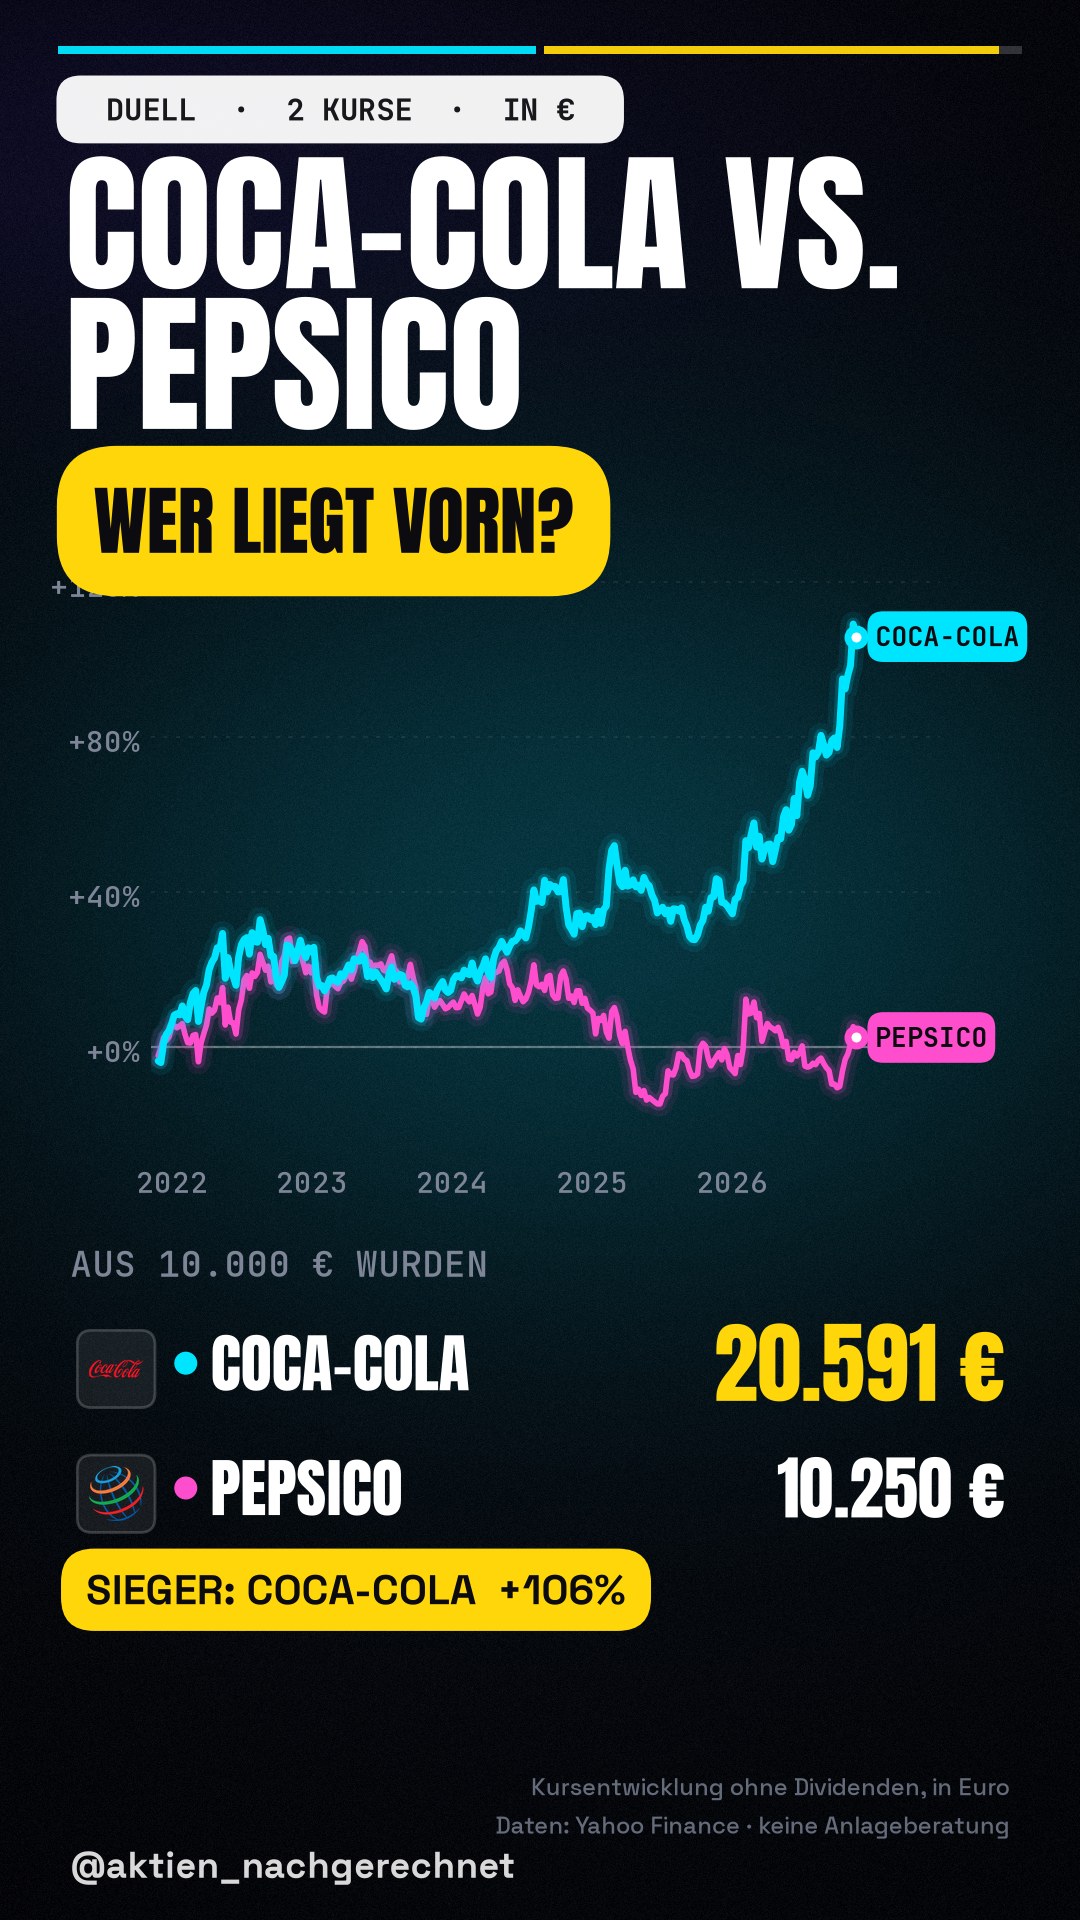 DUELL · 2 KURSE · IN €
COCA-COLA VS.
PEPSICO
WER LIEGT VORN?
COCA-COLA
+80%
+40%
+0%
PEPSICO
2022 2023 2024 2025 2026
AUS 10.000 € WURDEN
Coca-Cola COCA-COLA 20.591 €
PEPSICO 10.250 €
SIEGER: COCA-COLA +106%
Kursentwicklung ohne Dividenden, in Euro
Daten: Yahoo Finance · keine Anlageberatung
@aktien_nachgerechnet